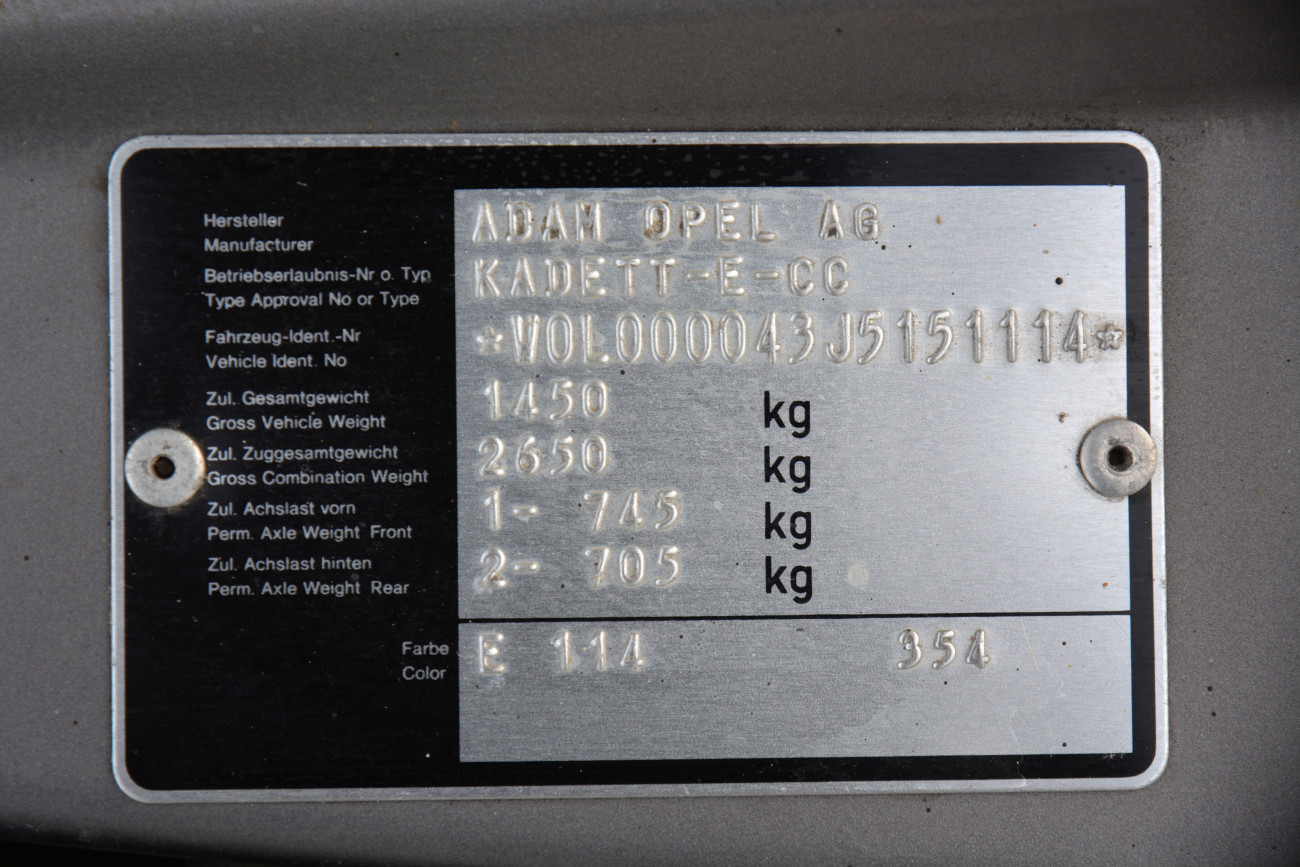 Hersteller
Manufacturer
ADAM OPEL AG
Betriebserlaubnis-Nr o. Typ
Type Approval No or Type
KADETT-E-CC
Fahrzeug-Ident.-Nr
Vehicle Ident. No
*W0L000043J5151114*
Zul. Gesamtgewicht
Gross Vehicle Weight
1450 kg
Zul. Zuggesamtgewicht
Gross Combination Weight
2650 kg
Zul. Achslast vorn
Perm. Axle Weight Front
1- 745 kg
Zul. Achslast hinten
Perm. Axle Weight Rear
2- 705 kg
Farbe
Color
E 114 354